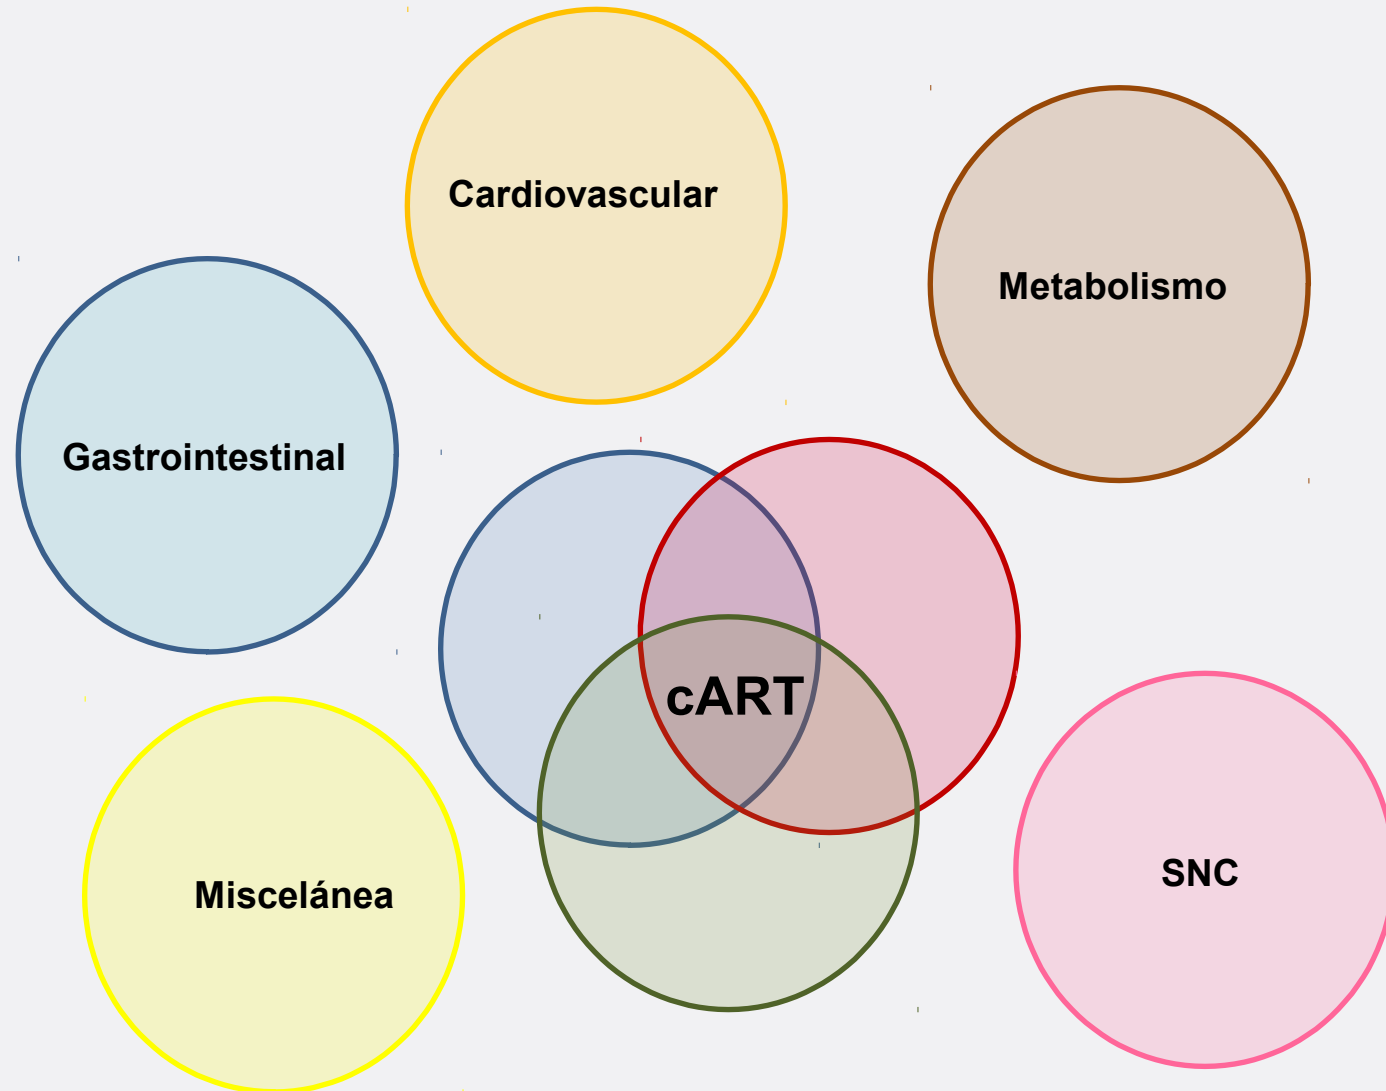 Cardiovascular
Metabolismo
Gastrointestinal
cART
SNC
Miscelánea